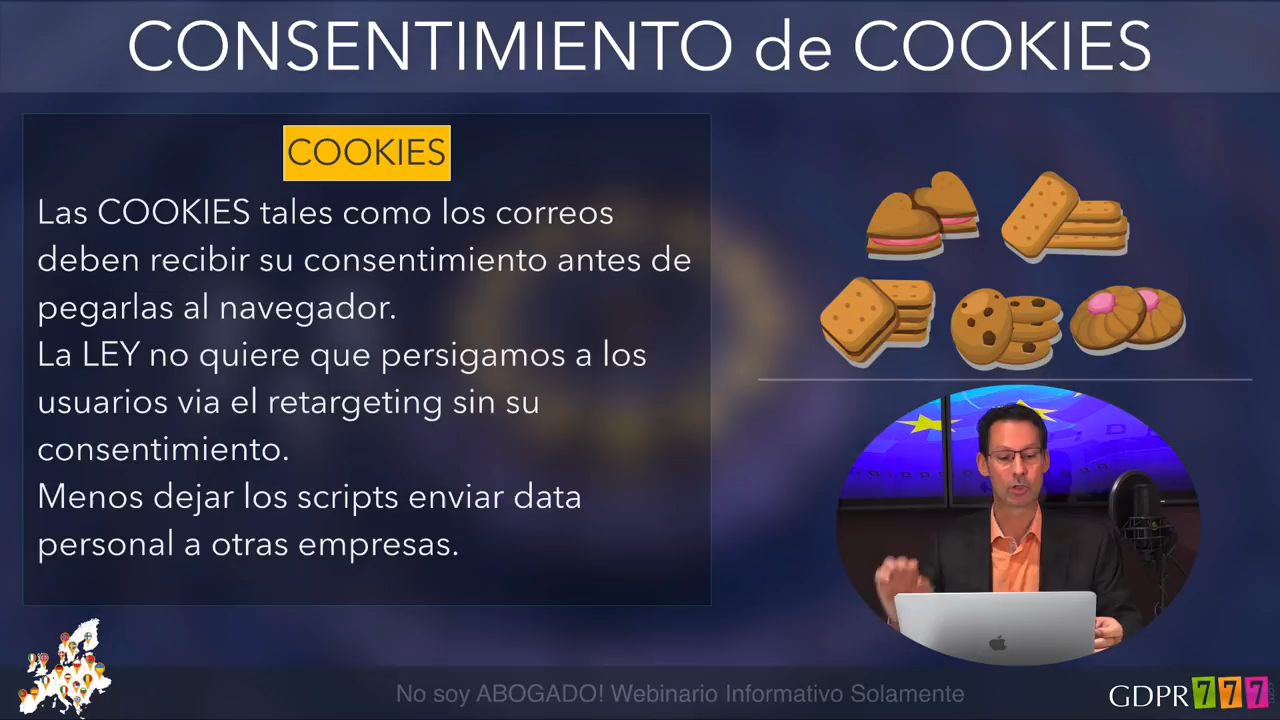 CONSENTIMIENTO de COOKIES
COOKIES
Las COOKIES tales como los correos
deben recibir su consentimiento antes de
pegarlas al navegador.
La LEY no quiere que persigamos a los
usuarios via el retargeting sin su
consentimiento.
Menos dejar los scripts enviar data
personal a otras empresas.
No soy ABOGADO! Webinario Informativo Solamente
GDPR777